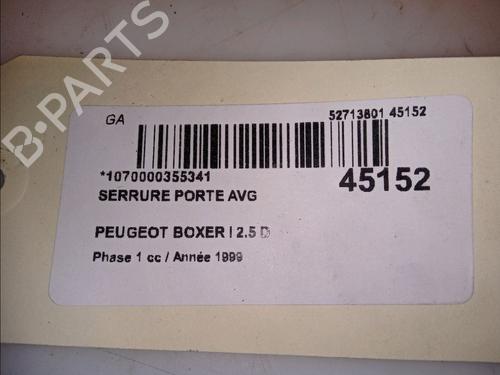 B-PARTS
GA
52713801 45152
*1070000355341
45152
SERRURE PORTE AVG
PEUGEOT BOXER I 2.5 D
Phase 1 cc / Année 1999